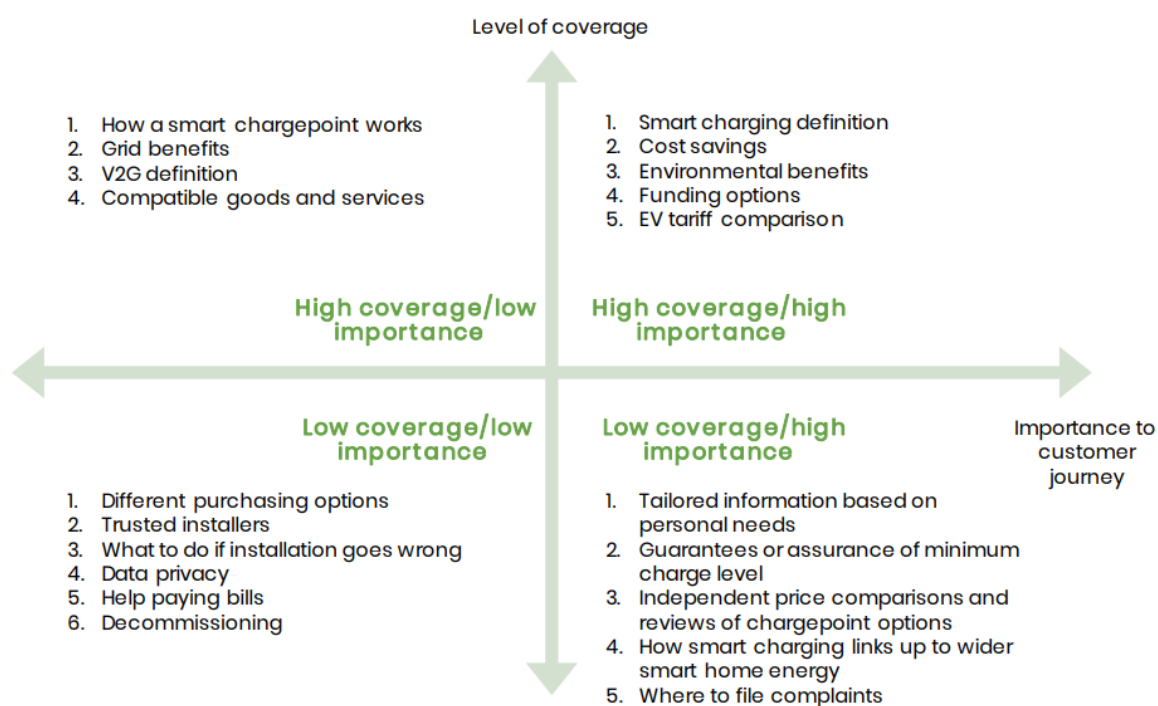 Level of coverage
1. How a smart chargepoint works
2. Grid benefits
3. V2G definition
4. Compatible goods and services
1. Smart charging definition
2. Cost savings
3. Environmental benefits
4. Funding options
5. EV tariff comparison
High coverage/low
importance
High coverage/high
importance
Low coverage/low
importance
Low coverage/high
importance
Importance to
customer
journey
1. Different purchasing options
2. Trusted installers
3. What to do if installation goes wrong
4. Data privacy
5. Help paying bills
6. Decommissioning
1. Tailored information based on
personal needs
2. Guarantees or assurance of minimum
charge level
3. Independent price comparisons and
reviews of chargepoint options
4. How smart charging links up to wider
smart home energy
5. Where to file complaints